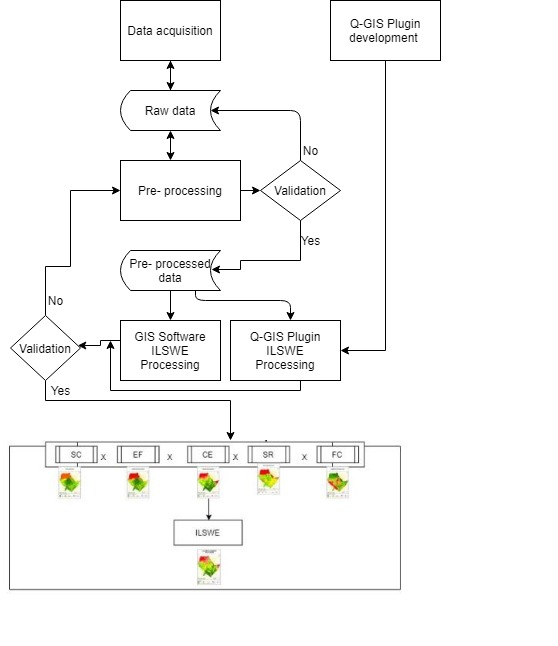 Data acquisition
Q-GIS Plugin
development
Raw data
No
Pre- processing
Validation
Yes
Pre- processed
data
No
GIS Software
ILSWE
Processing
Q-GIS Plugin
ILSWE
Processing
Validation
Yes
SC x EF x CE x SR x FC
ILSWE